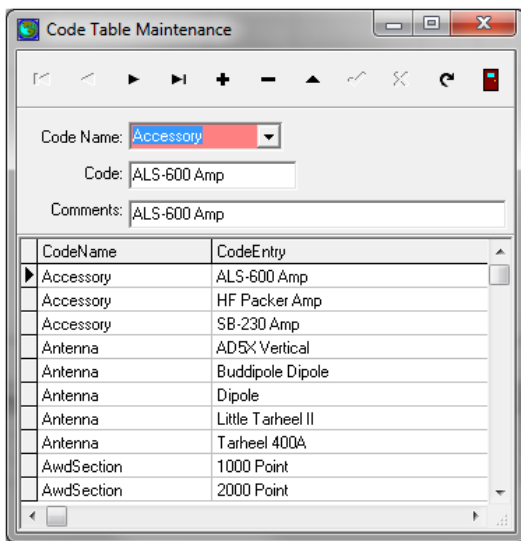 Code Table Maintenance
Code Name: Accessory
Code: ALS-600 Amp
Comments: ALS-600 Amp
CodeName CodeEntry
Accessory ALS-600 Amp
Accessory HF Packer Amp
Accessory SB-230 Amp
Antenna AD5X Vertical
Antenna Buddipole Dipole
Antenna Dipole
Antenna Little Tarheel II
Antenna Tarheel 400A
AwdSection 1000 Point
AwdSection 2000 Point